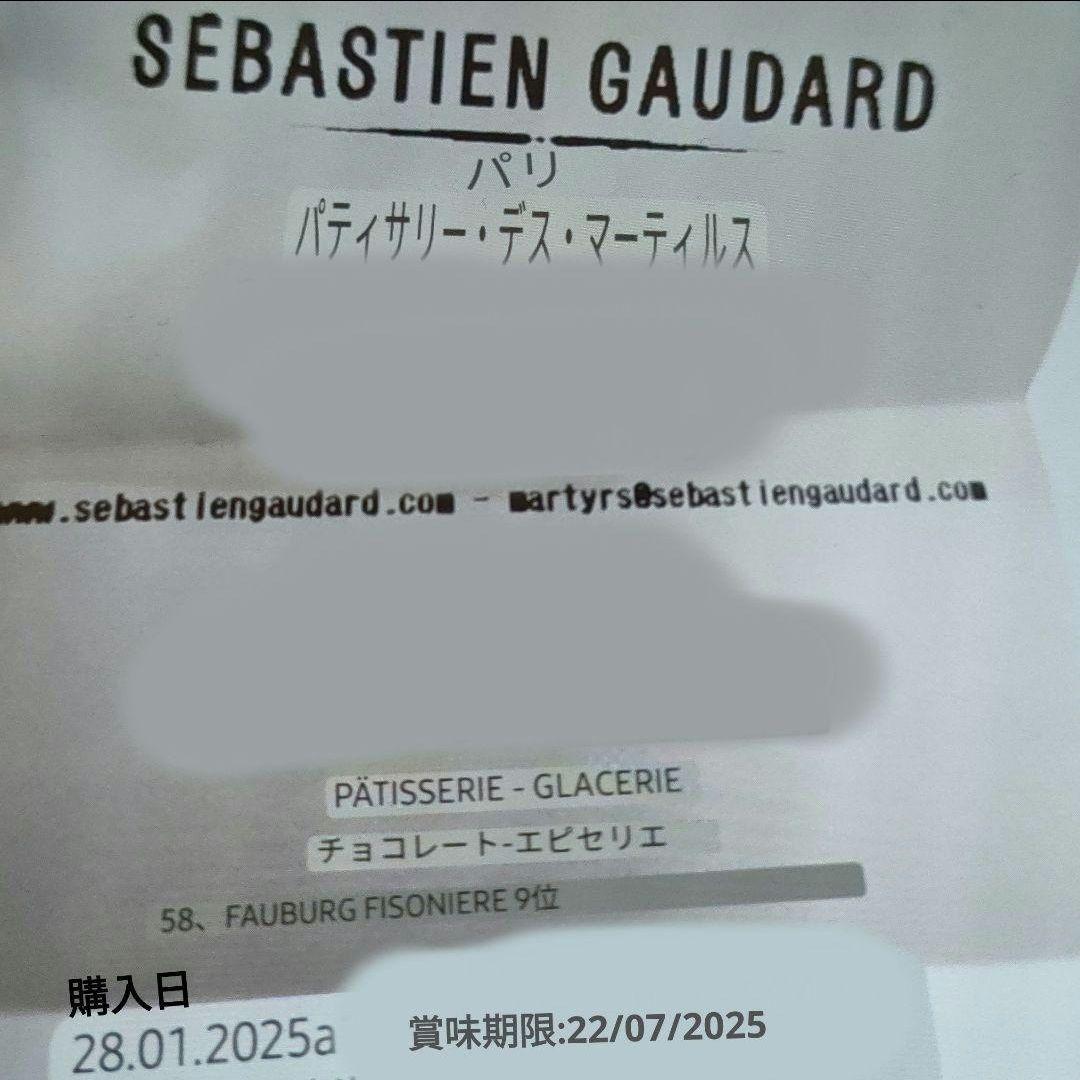 SÉBASTIEN GAUDARD
パリ
パティサリー・デス・マーティルス
www.sebastiengaudard.com - martyrs@sebastiengaudard.com
PÄTISSERIE - GLACERIE
チョコレート-エピセリエ
58、FAUBURG FISONIERE 9位
購入日
28.01.2025a
賞味期限:22/07/2025